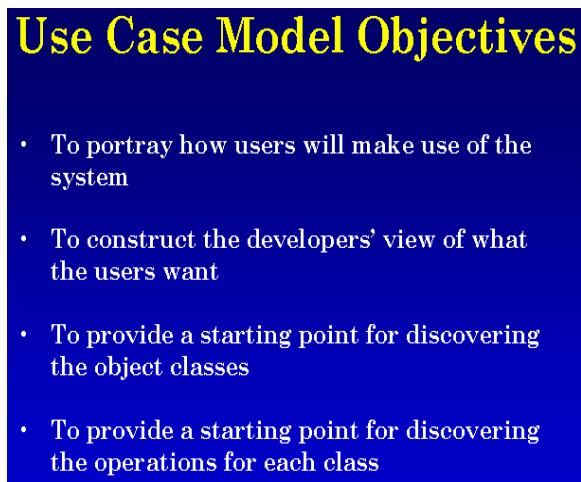 Use Case Model Objectives
• To portray how users will make use of the
system
• To construct the developers’ view of what
the users want
• To provide a starting point for discovering
the object classes
• To provide a starting point for discovering
the operations for each class